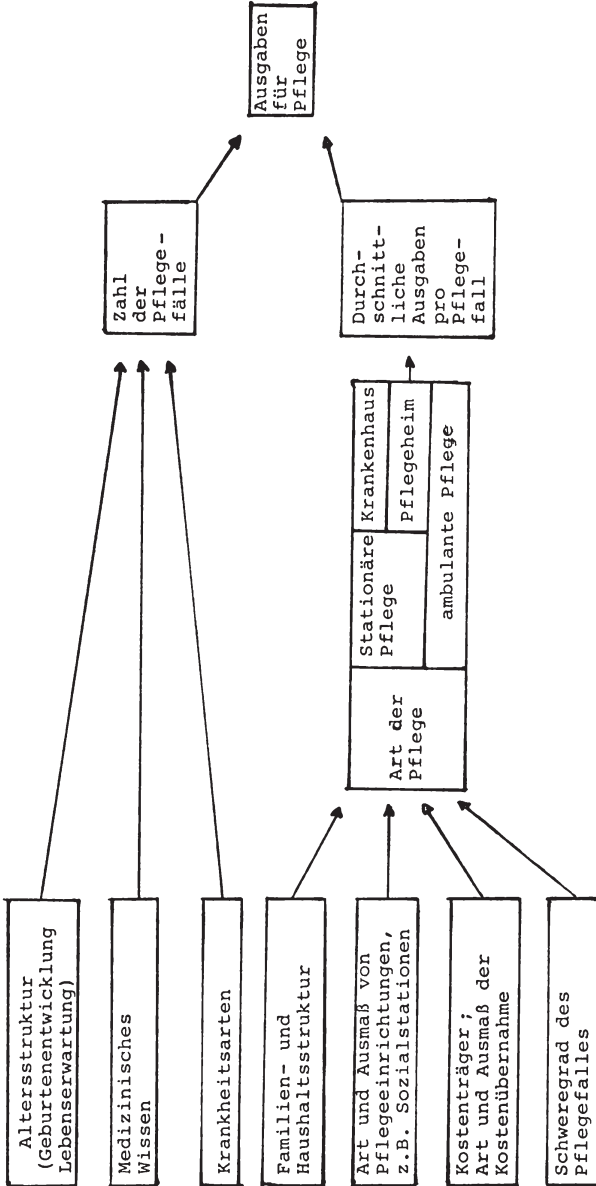 Altersstruktur
(Geburtenentwicklung
Lebenserwartung)
Medizinisches
Wissen
Krankheitsarten
Familien- und
Haushaltsstruktur
Art und Ausmaß von
Pflegeeinrichtungen,
z.B. Sozialstationen
Kostenträger;
Art und Ausmaß der
Kostenübernahme
Schweregrad des
Pflegefalles
Art der
Pflege
Stationäre
Pflege
Krankenhaus
Pflegeheim
ambulante Pflege
Zahl
der
Pflege-
fälle
Durch-
schnitt-
liche
Ausgaben
pro
Pflege-
fall
Ausgaben
für
Pflege